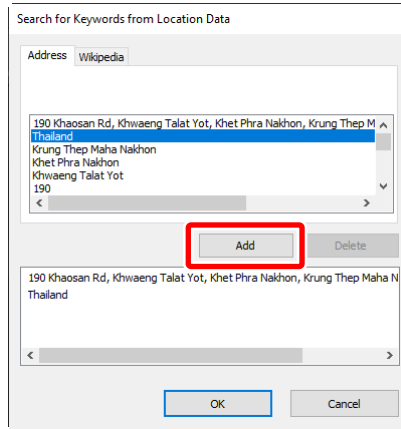 Search for Keywords from Location Data
Address Wikipedia
190 Khaosan Rd, Khwaeng Talat Yot, Khet Phra Nakhon, Krung Thep M
Thailand
Krung Thep Maha Nakhon
Khet Phra Nakhon
Khwaeng Talat Yot
190
Add Delete
190 Khaosan Rd, Khwaeng Talat Yot, Khet Phra Nakhon, Krung Thep Maha N
Thailand
OK Cancel